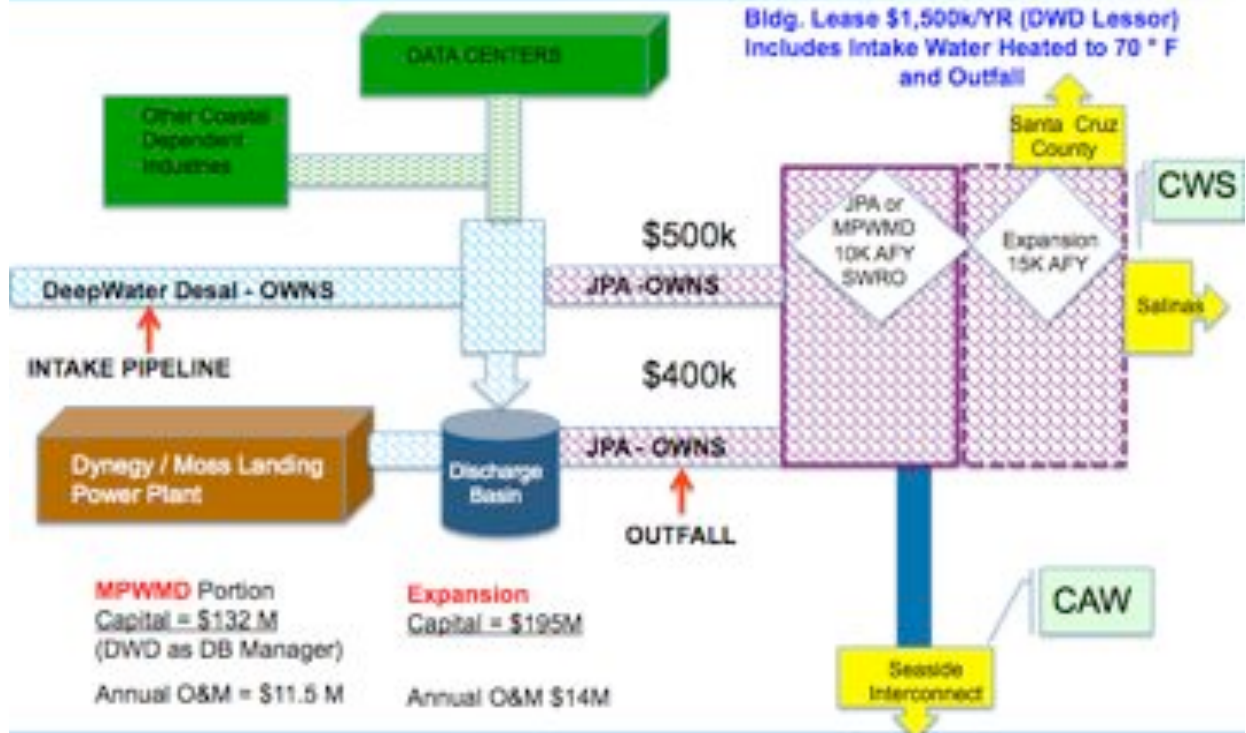 Bldg. Lease $1,500k/YR (DWD Lessor)
Includes Intake Water Heated to 70 ° F
and Outfall
DATA CENTERS
Other Coastal
Dependent
Industries
Santa Cruz
County
CWS
JPA or
MPWMD
10K AFY
SWRO
Expansion
15K AFY
$500k
DeepWater Desal - OWNS
JPA -OWNS
Salinas
INTAKE PIPELINE
$400k
Dynegy / Moss Landing
Power Plant
Discharge
Basin
JPA - OWNS
OUTFALL
MPWMD Portion
Capital = $132 M
(DWD as DB Manager)
Annual O&M = $11.5 M
Expansion
Capital = $195M
Annual O&M $14M
CAW
Seaside
Interconnect